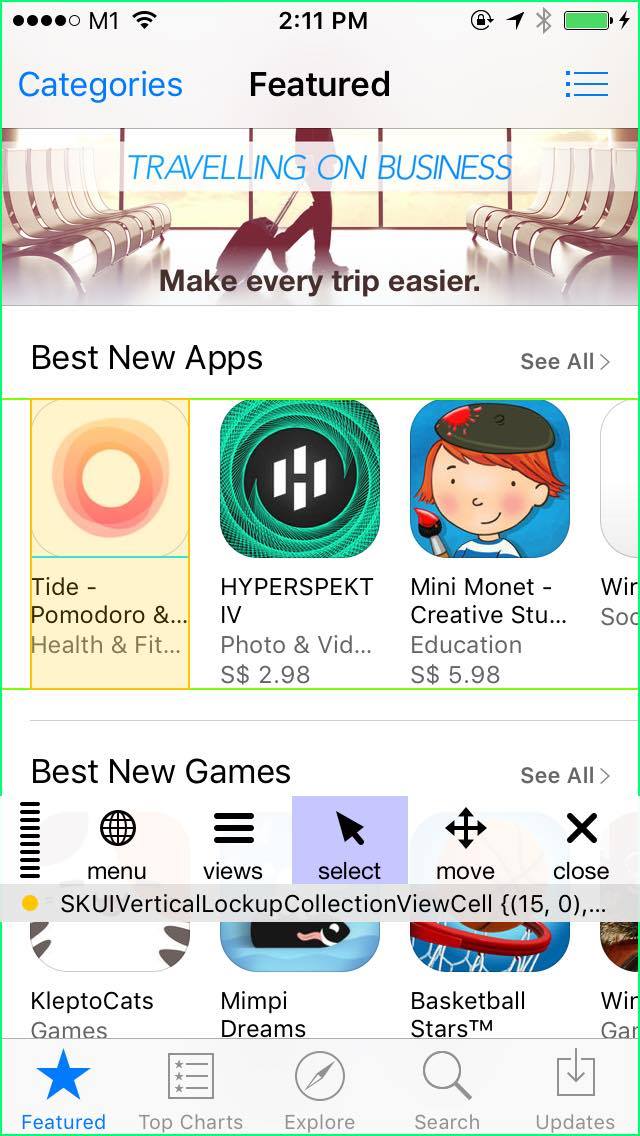 M1 2:11 PM
Categories Featured
TRAVELLING ON BUSINESS
Make every trip easier.
Best New Apps See All
Tide -
Pomodoro &...
Health & Fit...
HYPERSPEKT
IV
Photo & Vid...
S$ 2.98
Mini Monet -
Creative Stu...
Education
S$ 5.98
Wir
Soc
Best New Games See All
menu views select move close
SKUIVerticalLockupCollectionViewCell {(15, 0),...
KleptoCats
Games
Mimpi
Dreams
Basketball
Stars™
Wir
Gar
Featured Top Charts Explore Search Updates